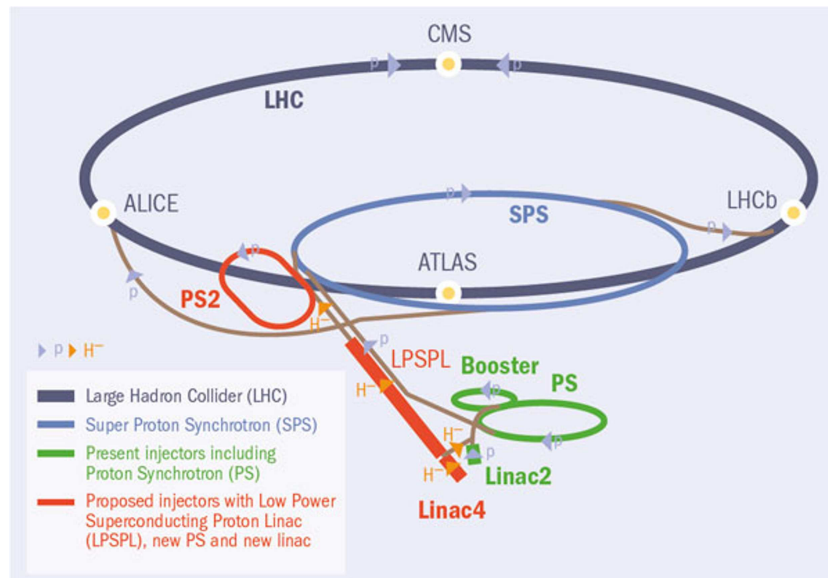 CMS
p
p
LHC
ALICE
p
SPS
LHCb
p
p
ATLAS
PS2
p
H⁻
p
p H⁻
LPSPL
Booster
PS
H⁻
p
p
H⁻
p
H⁻
Linac2
Linac4
Large Hadron Collider (LHC)
Super Proton Synchrotron (SPS)
Present injectors including
Proton Synchrotron (PS)
Proposed injectors with Low Power
Superconducting Proton Linac
(LPSPL), new PS and new linac